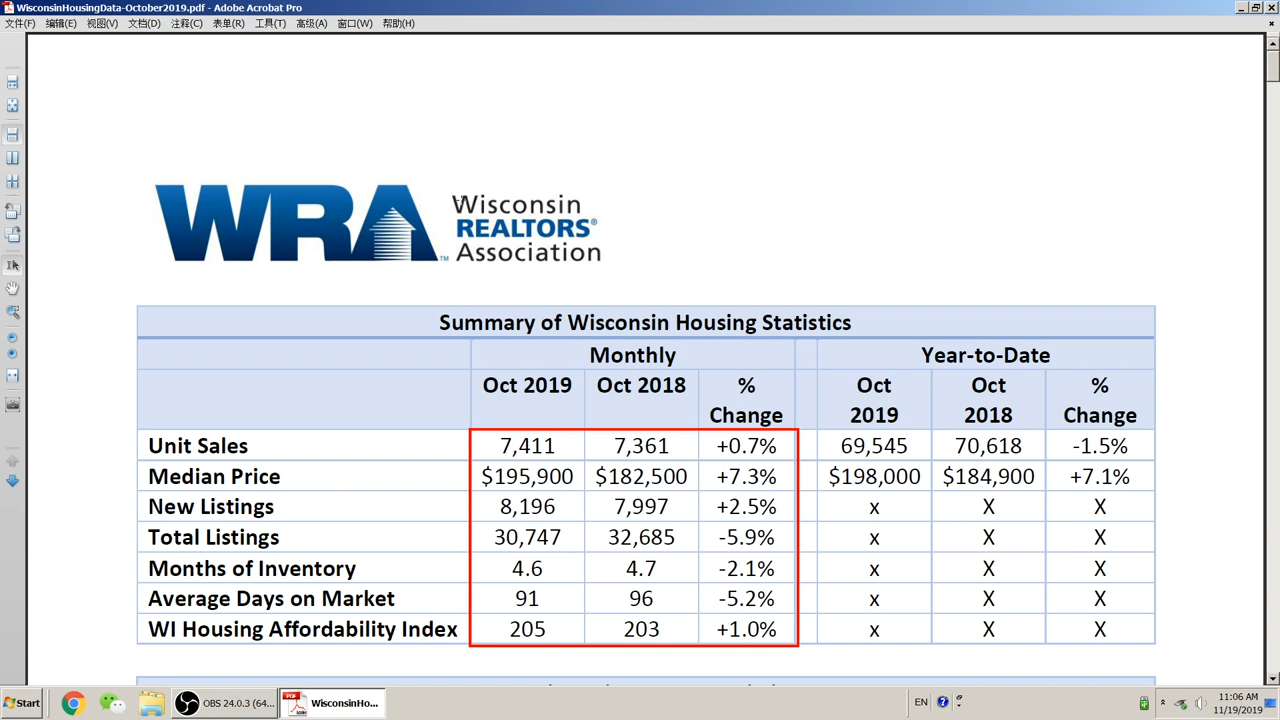 WisconsinHousingData-October2019.pdf - Adobe Acrobat Pro
文件(F) 编辑(E) 视图(V) 文档(D) 注释(C) 表单(R) 工具(T) 高级(A) 窗口(W) 帮助(H)
WRA™ Wisconsin
REALTORS®
Association
Summary of Wisconsin Housing Statistics
Monthly Year-to-Date
Oct 2019 Oct 2018 % Change Oct 2019 Oct 2018 % Change
Unit Sales 7,411 7,361 +0.7% 69,545 70,618 -1.5%
Median Price $195,900 $182,500 +7.3% $198,000 $184,900 +7.1%
New Listings 8,196 7,997 +2.5% x X X
Total Listings 30,747 32,685 -5.9% x X X
Months of Inventory 4.6 4.7 -2.1% x X X
Average Days on Market 91 96 -5.2% x X X
WI Housing Affordability Index 205 203 +1.0% x X X
Start OBS 24.0.3 (64... WisconsinHo... EN 11:06 AM
11/19/2019